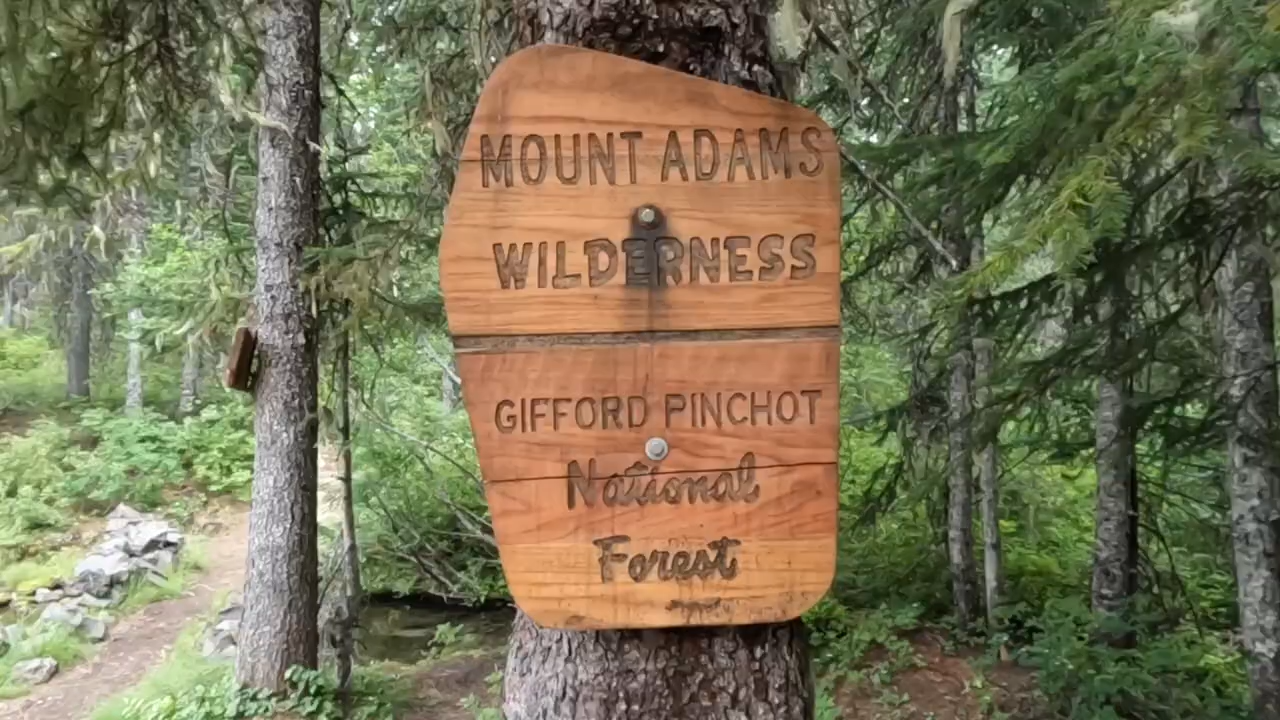 MOUNT ADAMS
WILDERNESS
GIFFORD PINCHOT
National
Forest